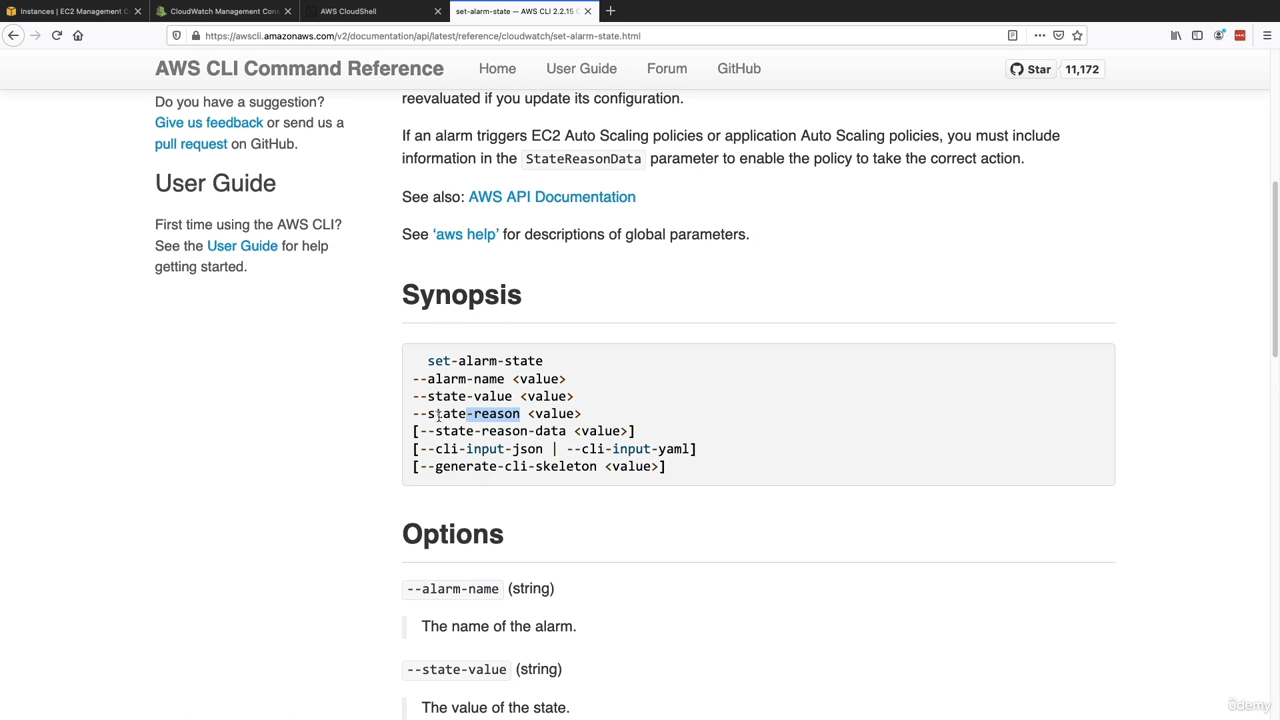 Instances | EC2 Management C
CloudWatch Management Con
AWS CloudShell
set-alarm-state — AWS CLI 2.2.15 C
https://awscli.amazonaws.com/v2/documentation/api/latest/reference/cloudwatch/set-alarm-state.html
AWS CLI Command Reference
Home
User Guide
Forum
GitHub
Star
11,172
Do you have a suggestion?
Give us feedback or send us a
pull request on GitHub.
User Guide
First time using the AWS CLI?
See the User Guide for help
getting started.
reevaluated if you update its configuration.
If an alarm triggers EC2 Auto Scaling policies or application Auto Scaling policies, you must include
information in the StateReasonData parameter to enable the policy to take the correct action.
See also: AWS API Documentation
See ‘aws help’ for descriptions of global parameters.
Synopsis
set-alarm-state
--alarm-name <value>
--state-value <value>
--state-reason <value>
[--state-reason-data <value>]
[--cli-input-json | --cli-input-yaml]
[--generate-cli-skeleton <value>]
Options
--alarm-name (string)
The name of the alarm.
--state-value (string)
The value of the state.
ûdemy